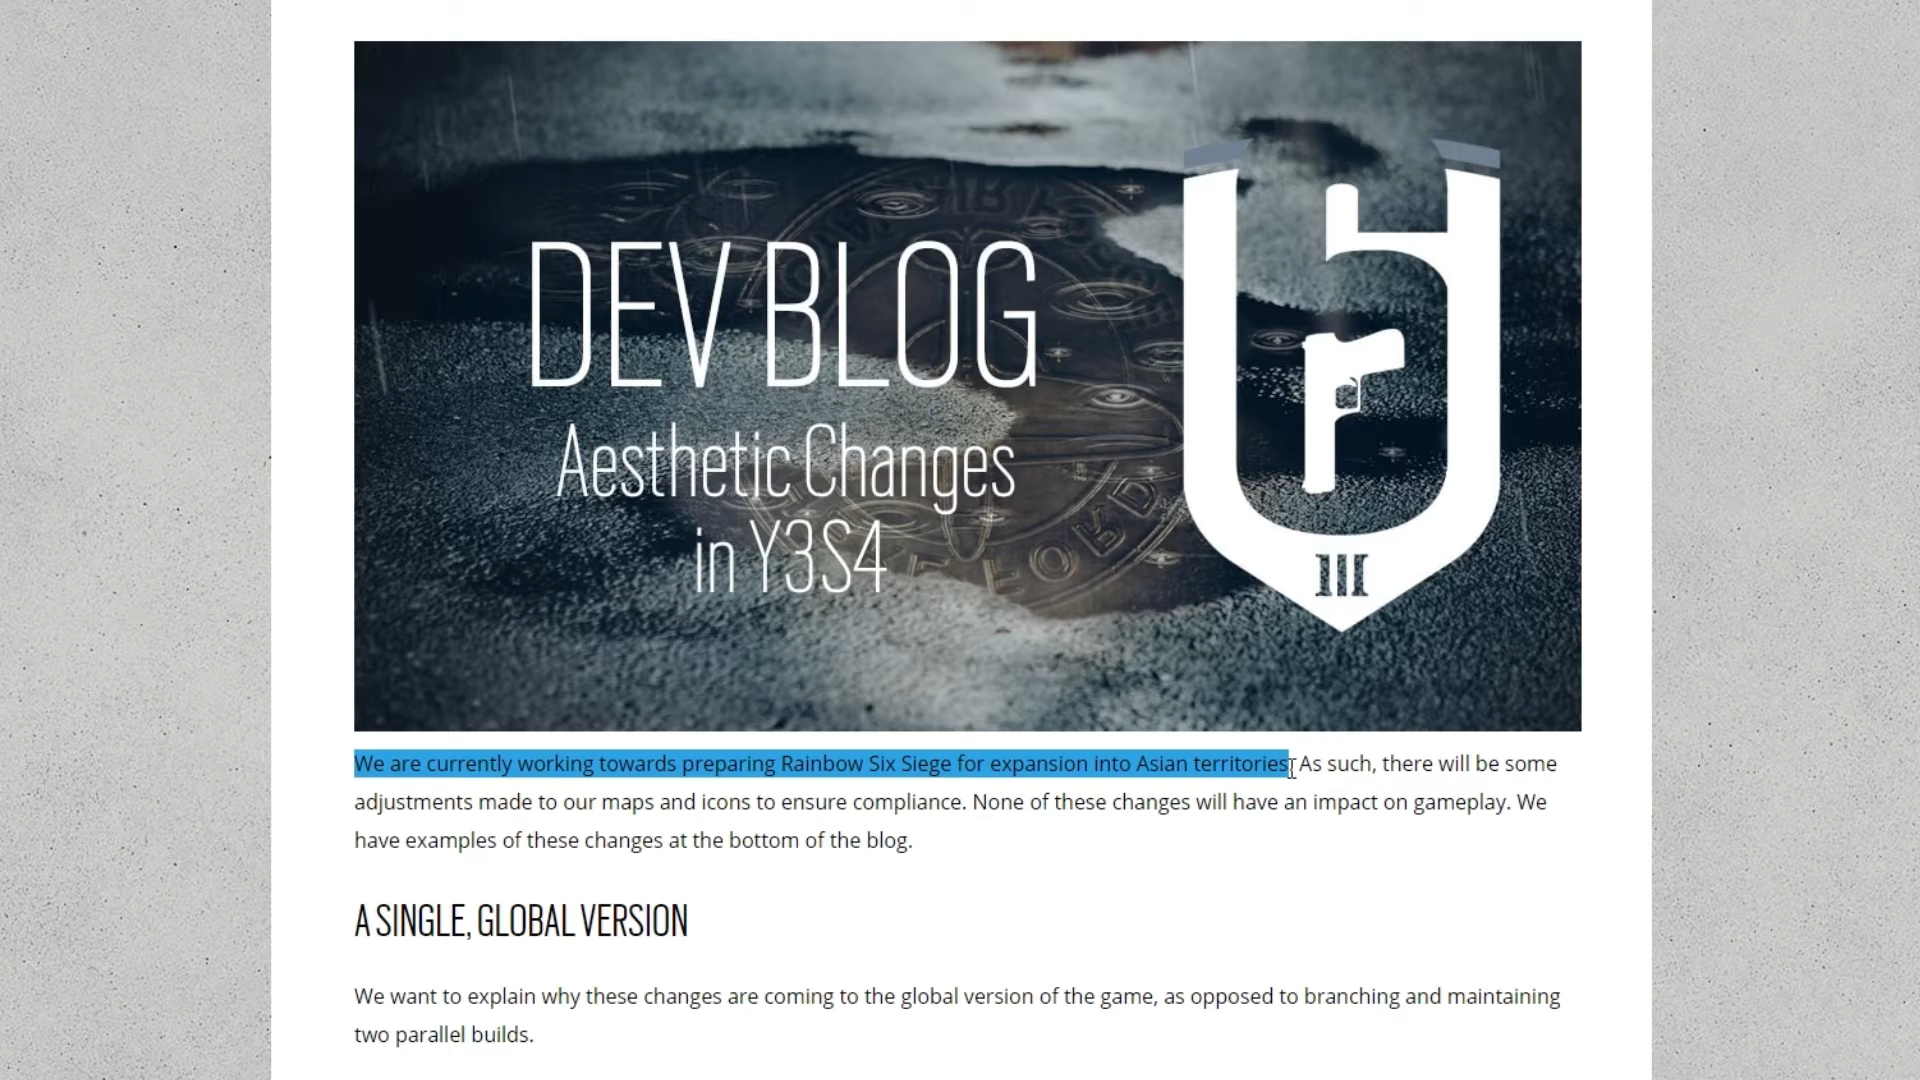 DEV BLOG
Aesthetic Changes
in Y3S4
III
We are currently working towards preparing Rainbow Six Siege for expansion into Asian territories. As such, there will be some
adjustments made to our maps and icons to ensure compliance. None of these changes will have an impact on gameplay. We
have examples of these changes at the bottom of the blog.
A SINGLE, GLOBAL VERSION
We want to explain why these changes are coming to the global version of the game, as opposed to branching and maintaining
two parallel builds.